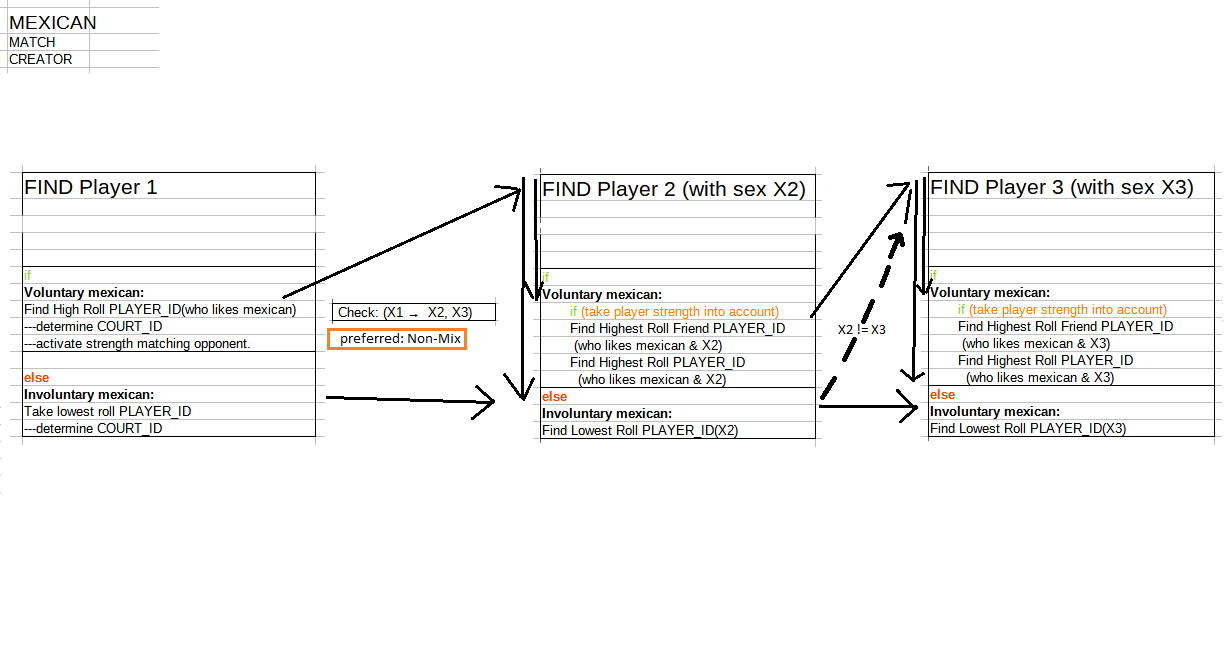 MEXICAN
MATCH
CREATOR
FIND Player 1
if
Voluntary mexican:
Find High Roll PLAYER_ID(who likes mexican)
---determine COURT_ID
---activate strength matching opponent.
else
Involuntary mexican:
Take lowest roll PLAYER_ID
---determine COURT_ID
Check: (X1 → X2, X3)
preferred: Non-Mix
FIND Player 2 (with sex X2)
if
Voluntary mexican:
if (take player strength into account)
Find Highest Roll Friend PLAYER_ID
(who likes mexican & X2)
Find Highest Roll PLAYER_ID
(who likes mexican & X2)
else
Involuntary mexican:
Find Lowest Roll PLAYER_ID(X2)
X2 != X3
FIND Player 3 (with sex X3)
if
Voluntary mexican:
if (take player strength into account)
Find Highest Roll Friend PLAYER_ID
(who likes mexican & X3)
Find Highest Roll PLAYER_ID
(who likes mexican & X3)
else
Involuntary mexican:
Find Lowest Roll PLAYER_ID(X3)